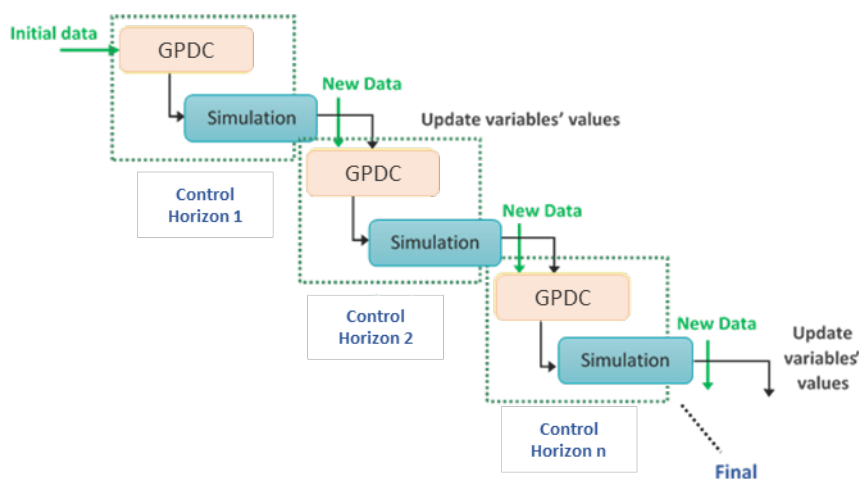 Initial data
GPDC
New Data
Simulation
Update variables' values
GPDC
Control
Horizon 1
New Data
Simulation
GPDC
Control
Horizon 2
New Data
Update
variables'
values
Simulation
Control
Horizon n
Final